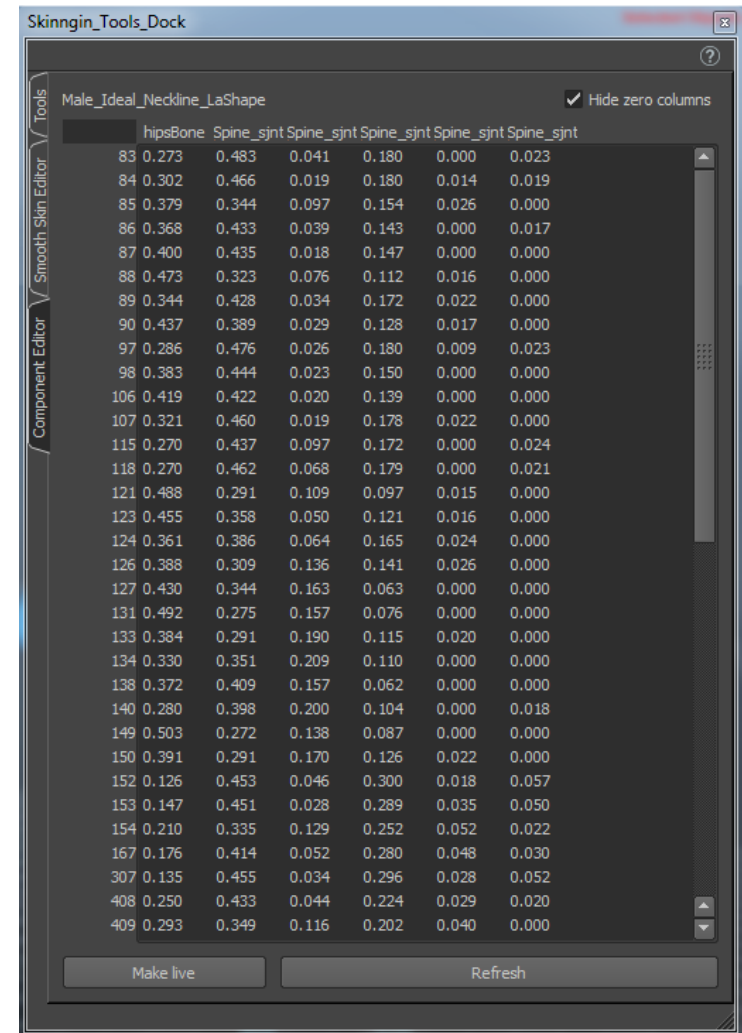 Skinngin_Tools_Dock
Tools
Smooth Skin Editor
Component Editor
Male_Ideal_Neckline_LaShape Hide zero columns
hipsBone Spine_sjnt Spine_sjnt Spine_sjnt Spine_sjnt Spine_sjnt
83 0.273 0.483 0.041 0.180 0.000 0.023
84 0.302 0.466 0.019 0.180 0.014 0.019
85 0.379 0.344 0.097 0.154 0.026 0.000
86 0.368 0.433 0.039 0.143 0.000 0.017
87 0.400 0.435 0.018 0.147 0.000 0.000
88 0.473 0.323 0.076 0.112 0.016 0.000
89 0.344 0.428 0.034 0.172 0.022 0.000
90 0.437 0.389 0.029 0.128 0.017 0.000
97 0.286 0.476 0.026 0.180 0.009 0.023
98 0.383 0.444 0.023 0.150 0.000 0.000
106 0.419 0.422 0.020 0.139 0.000 0.000
107 0.321 0.460 0.019 0.178 0.022 0.000
115 0.270 0.437 0.097 0.172 0.000 0.024
118 0.270 0.462 0.068 0.179 0.000 0.021
121 0.488 0.291 0.109 0.097 0.015 0.000
123 0.455 0.358 0.050 0.121 0.016 0.000
124 0.361 0.386 0.064 0.165 0.024 0.000
126 0.388 0.309 0.136 0.141 0.026 0.000
127 0.430 0.344 0.163 0.063 0.000 0.000
131 0.492 0.275 0.157 0.076 0.000 0.000
133 0.384 0.291 0.190 0.115 0.020 0.000
134 0.330 0.351 0.209 0.110 0.000 0.000
138 0.372 0.409 0.157 0.062 0.000 0.000
140 0.280 0.398 0.200 0.104 0.000 0.018
149 0.503 0.272 0.138 0.087 0.000 0.000
150 0.391 0.291 0.170 0.126 0.022 0.000
152 0.126 0.453 0.046 0.300 0.018 0.057
153 0.147 0.451 0.028 0.289 0.035 0.050
154 0.210 0.335 0.129 0.252 0.052 0.022
167 0.176 0.414 0.052 0.280 0.048 0.030
307 0.135 0.455 0.034 0.296 0.028 0.052
408 0.250 0.433 0.044 0.224 0.029 0.020
409 0.293 0.349 0.116 0.202 0.040 0.000
Make live Refresh